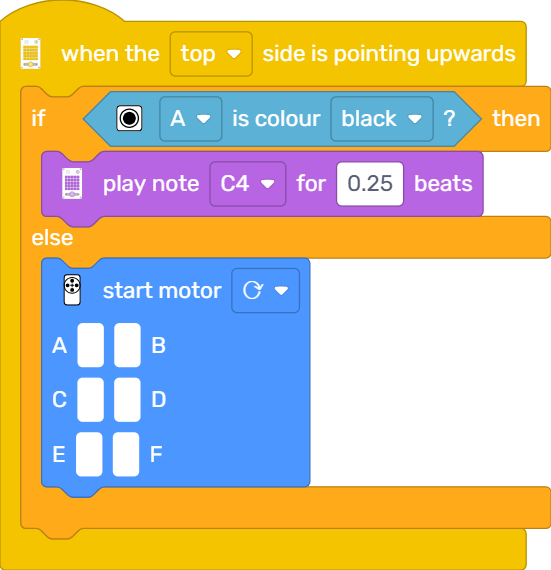 when the top side is pointing upwards
if A is colour black ? then
play note C4 for 0.25 beats
else
start motor
A B
C D
E F